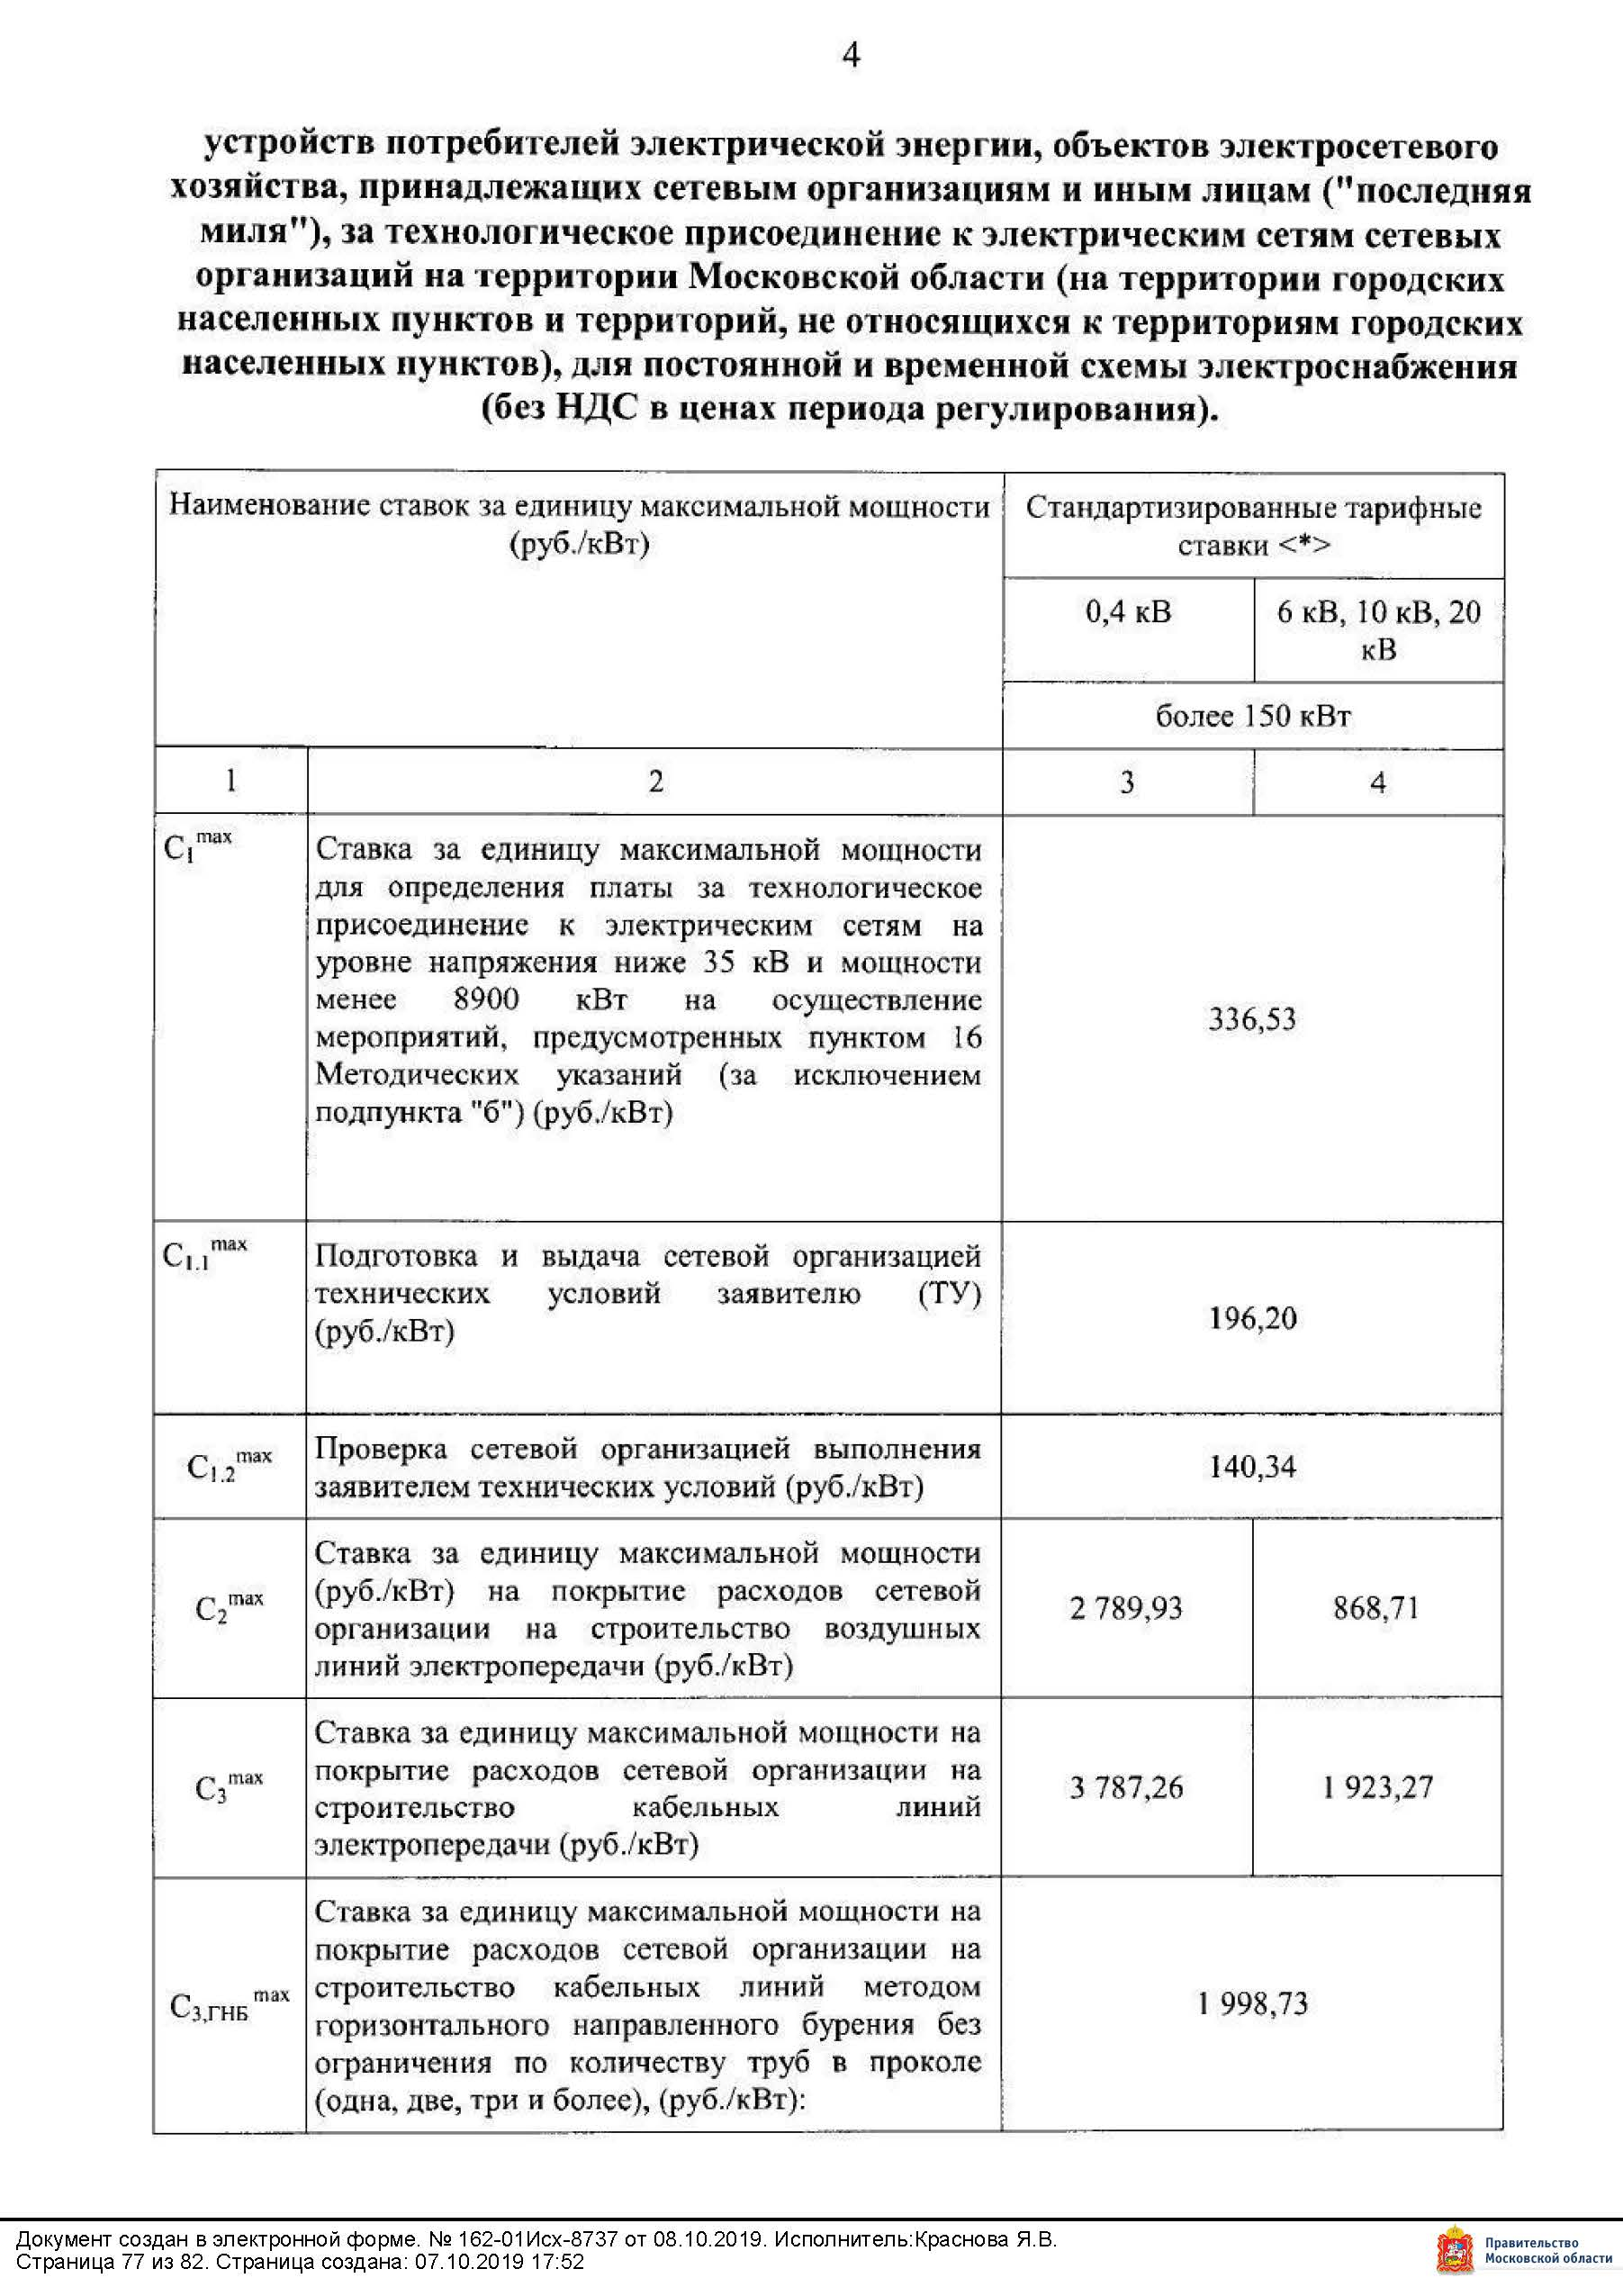 4
устройств потребителей электрической энергии, объектов электросетевого
хозяйства, принадлежащих сетевым организациям и иным лицам ("последняя
миля"), за технологическое присоединение к электрическим сетям сетевых
организаций на территории Московской области (на территории городских
населенных пунктов и территорий, не относящихся к территориям городских
населенных пунктов), для постоянной и временной схемы электроснабжения
(без НДС в ценах периода регулирования).
Наименование ставок за единицу максимальной мощности
(руб./кВт)
Стандартизированные тарифные
ставки <*>
0,4 кВ
6 кВ, 10 кВ, 20
кВ
более 150 кВт
1
2
3
4
C1 max
Ставка за единицу максимальной мощности
для определения платы за технологическое
присоединение к электрическим сетям на
уровне напряжения ниже 35 кВ и мощности
менее 8900 кВт на осуществление
мероприятий, предусмотренных пунктом 16
Методических указаний (за исключением
подпункта "б") (руб./кВт)
336,53
C1.1 max
Подготовка и выдача сетевой организацией
технических условий заявителю (ТУ)
(руб./кВт)
196,20
C1.2 max
Проверка сетевой организацией выполнения
заявителем технических условий (руб./кВт)
140,34
C2 max
Ставка за единицу максимальной мощности
(руб./кВт) на покрытие расходов сетевой
организации на строительство воздушных
линий электропередачи (руб./кВт)
2 789,93
868,71
C3 max
Ставка за единицу максимальной мощности на
покрытие расходов сетевой организации на
строительство кабельных линий
электропередачи (руб./кВт)
3 787,26
1 923,27
C3,ГНБ max
Ставка за единицу максимальной мощности на
покрытие расходов сетевой организации на
строительство кабельных линий методом
горизонтального направленного бурения без
ограничения по количеству труб в проколе
(одна, две, три и более), (руб./кВт):
1 998,73
Документ создан в электронной форме. № 162-01Исх-8737 от 08.10.2019. Исполнитель:Краснова Я.В.
Страница 77 из 82. Страница создана: 07.10.2019 17:52
Правительство
Московской области